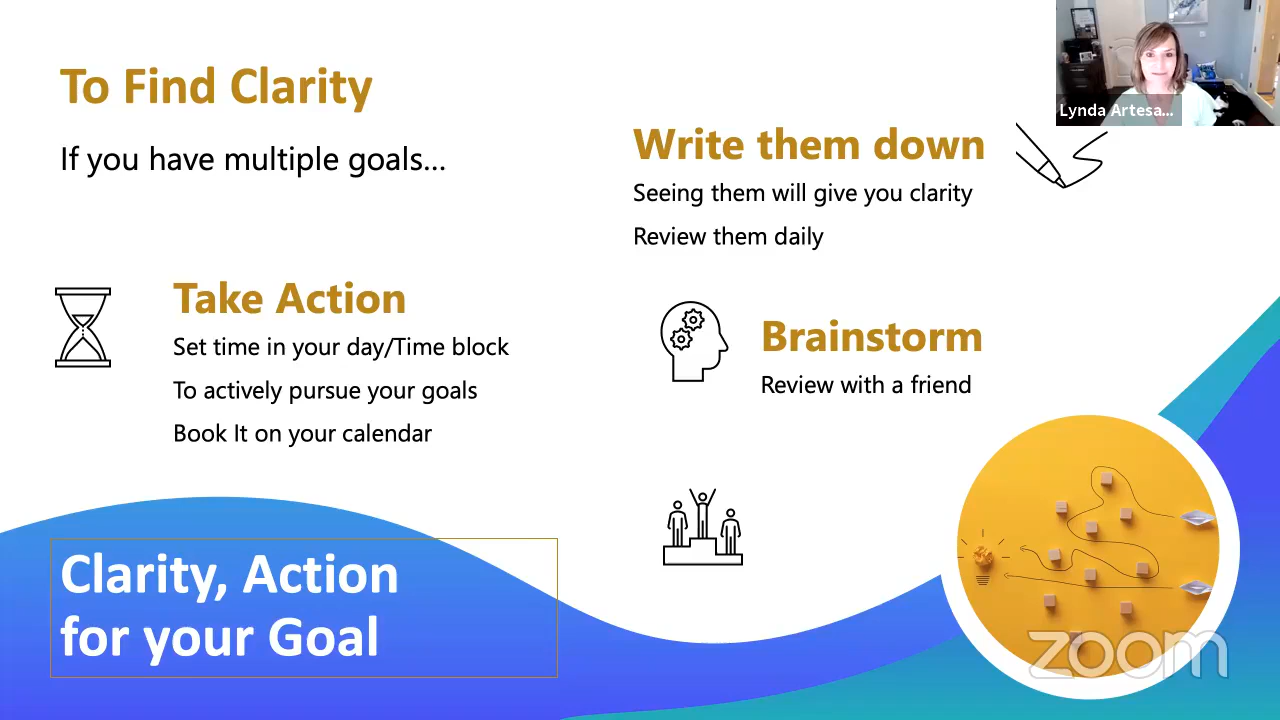 To Find Clarity
If you have multiple goals...
Write them down
Seeing them will give you clarity
Review them daily
Take Action
Set time in your day/Time block
To actively pursue your goals
Book It on your calendar
Brainstorm
Review with a friend
Clarity, Action
for your Goal
Lynda Artesa...
zoom